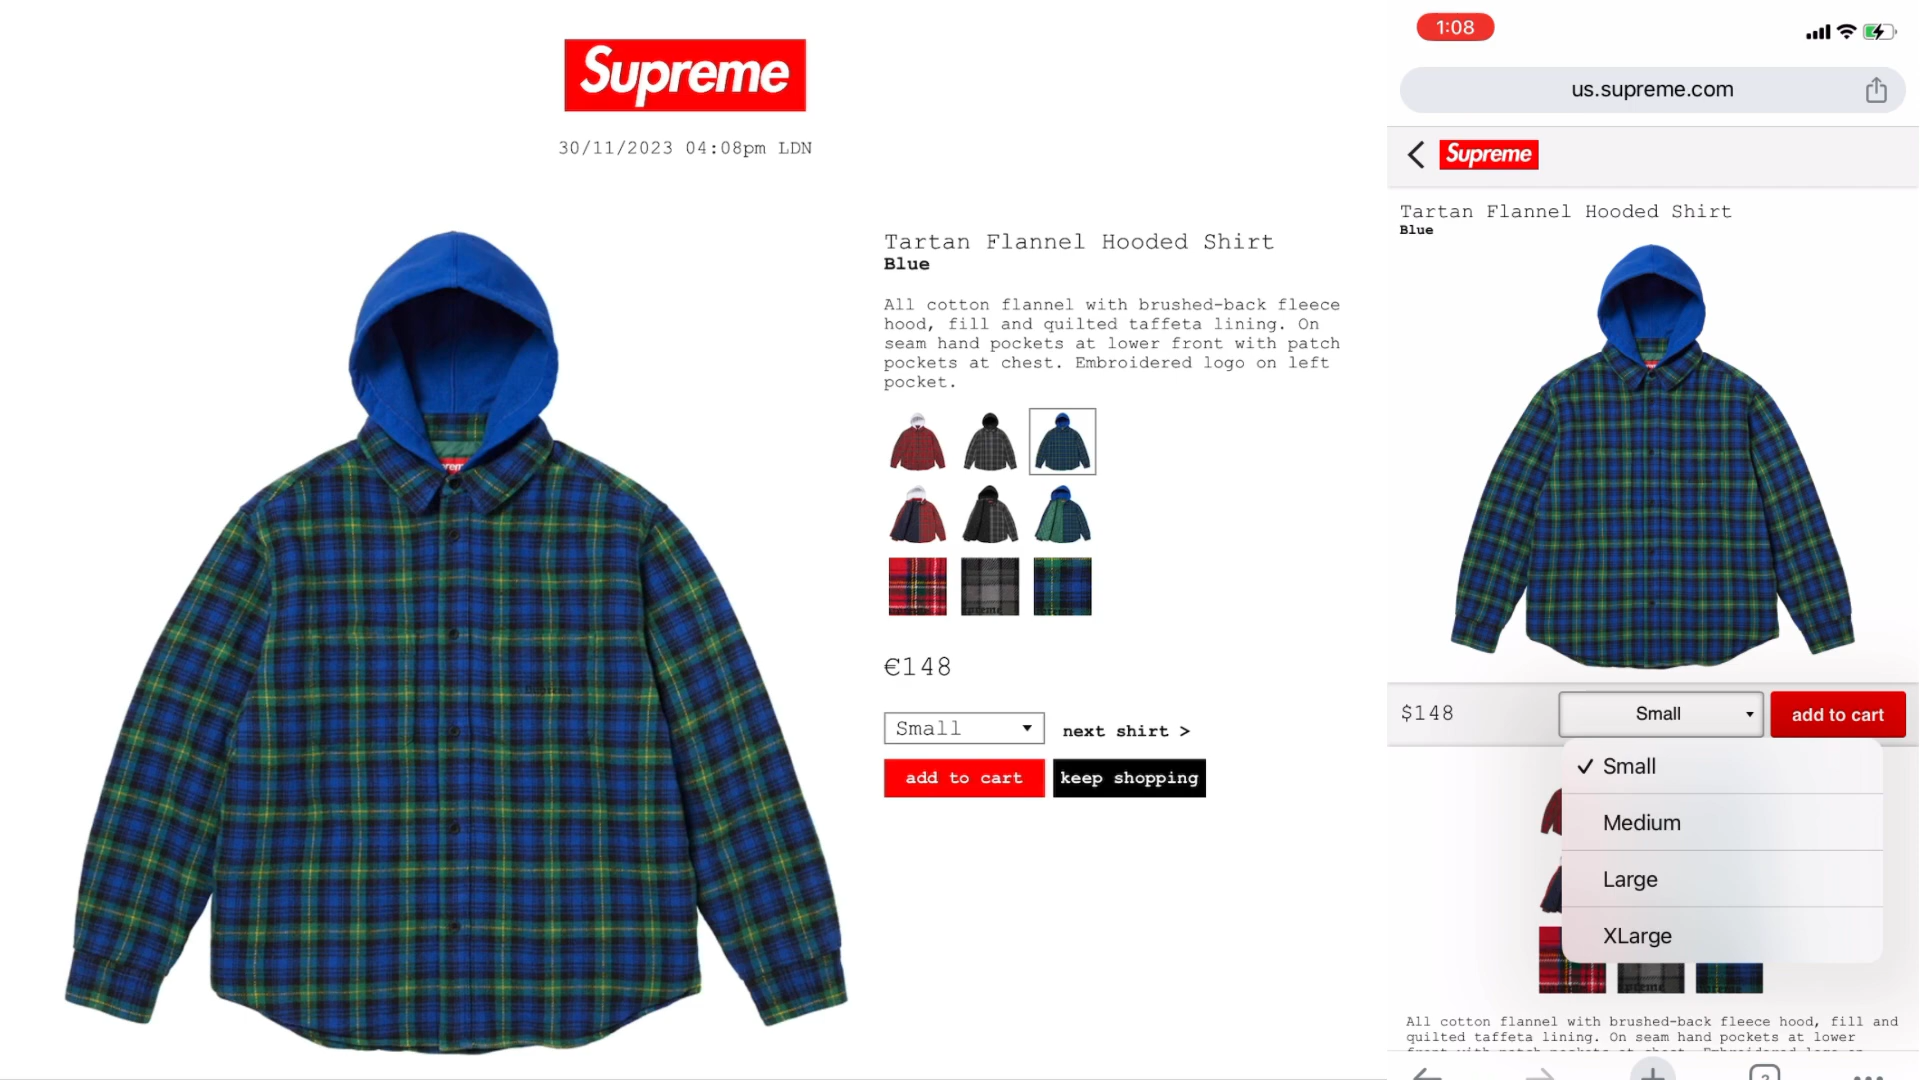 Supreme
30/11/2023 04:08pm LDN
Tartan Flannel Hooded Shirt
Blue
All cotton flannel with brushed-back fleece
hood, fill and quilted taffeta lining. On
seam hand pockets at lower front with patch
pockets at chest. Embroidered logo on left
pocket.
€148
Small
next shirt >
add to cart
keep shopping
1:08
us.supreme.com
Supreme
Tartan Flannel Hooded Shirt
Blue
$148
Small
add to cart
✓ Small
Medium
Large
XLarge
All cotton flannel with brushed-back fleece hood, fill and
quilted taffeta lining. On seam hand pockets at lower